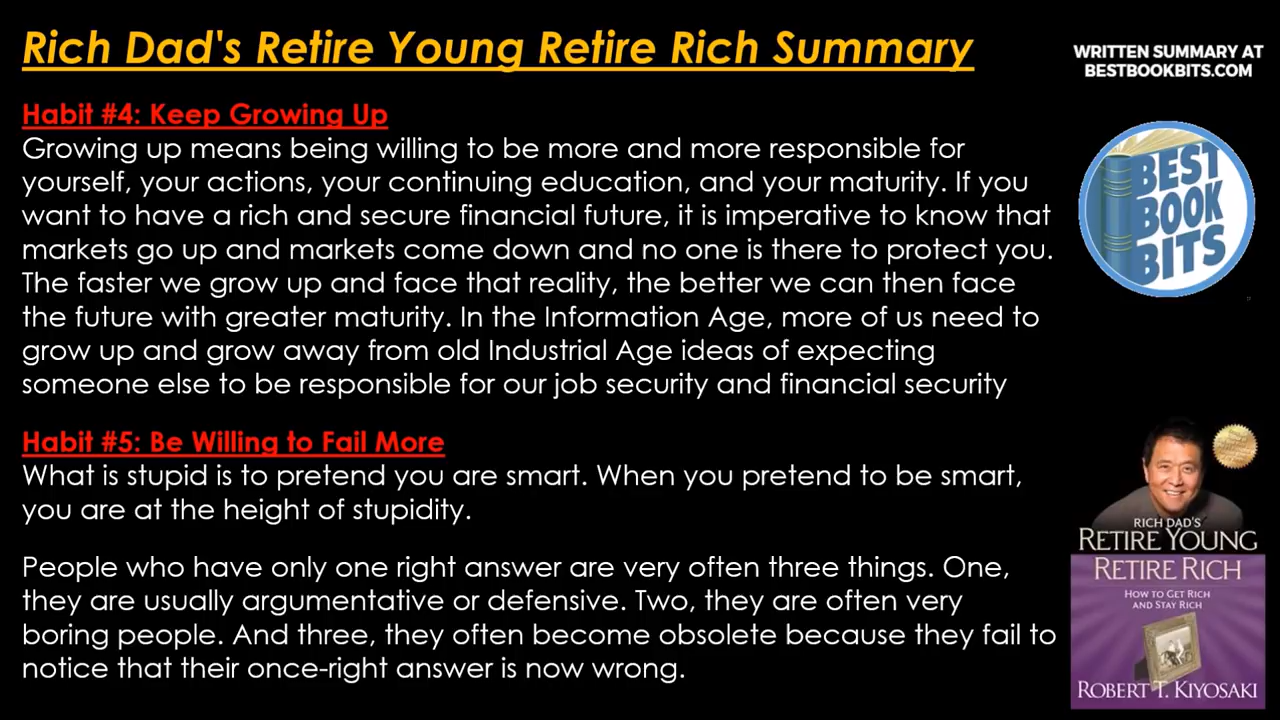 Rich Dad's Retire Young Retire Rich Summary
WRITTEN SUMMARY AT
BESTBOOKBITS.COM
Habit #4: Keep Growing Up
Growing up means being willing to be more and more responsible for
yourself, your actions, your continuing education, and your maturity. If you
want to have a rich and secure financial future, it is imperative to know that
markets go up and markets come down and no one is there to protect you.
The faster we grow up and face that reality, the better we can then face
the future with greater maturity. In the Information Age, more of us need to
grow up and grow away from old Industrial Age ideas of expecting
someone else to be responsible for our job security and financial security
BEST
BOOK
BITS
Habit #5: Be Willing to Fail More
What is stupid is to pretend you are smart. When you pretend to be smart,
you are at the height of stupidity.
People who have only one right answer are very often three things. One,
they are usually argumentative or defensive. Two, they are often very
boring people. And three, they often become obsolete because they fail to
notice that their once-right answer is now wrong.
RICH DAD'S
RETIRE YOUNG
RETIRE RICH
HOW TO GET RICH
AND STAY RICH
ROBERT T. KIYOSAKI